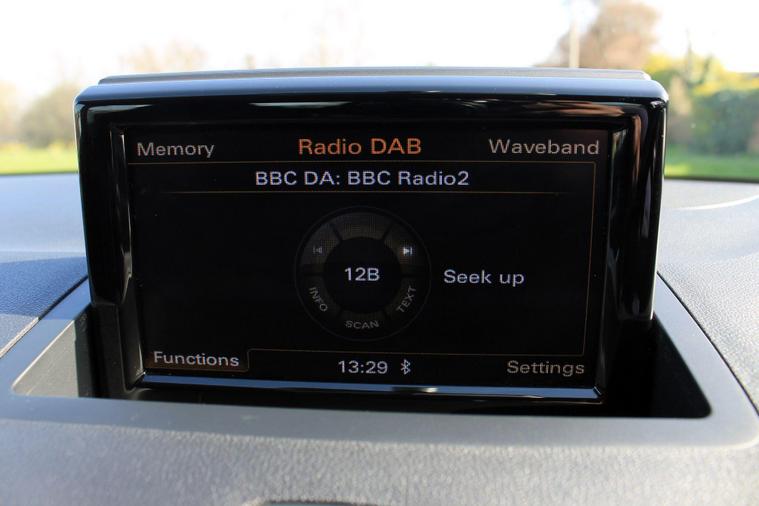 Memory Radio DAB Waveband
BBC DA: BBC Radio2
12B
Seek up
INFO
SCAN
TEXT
Functions 13:29 Settings